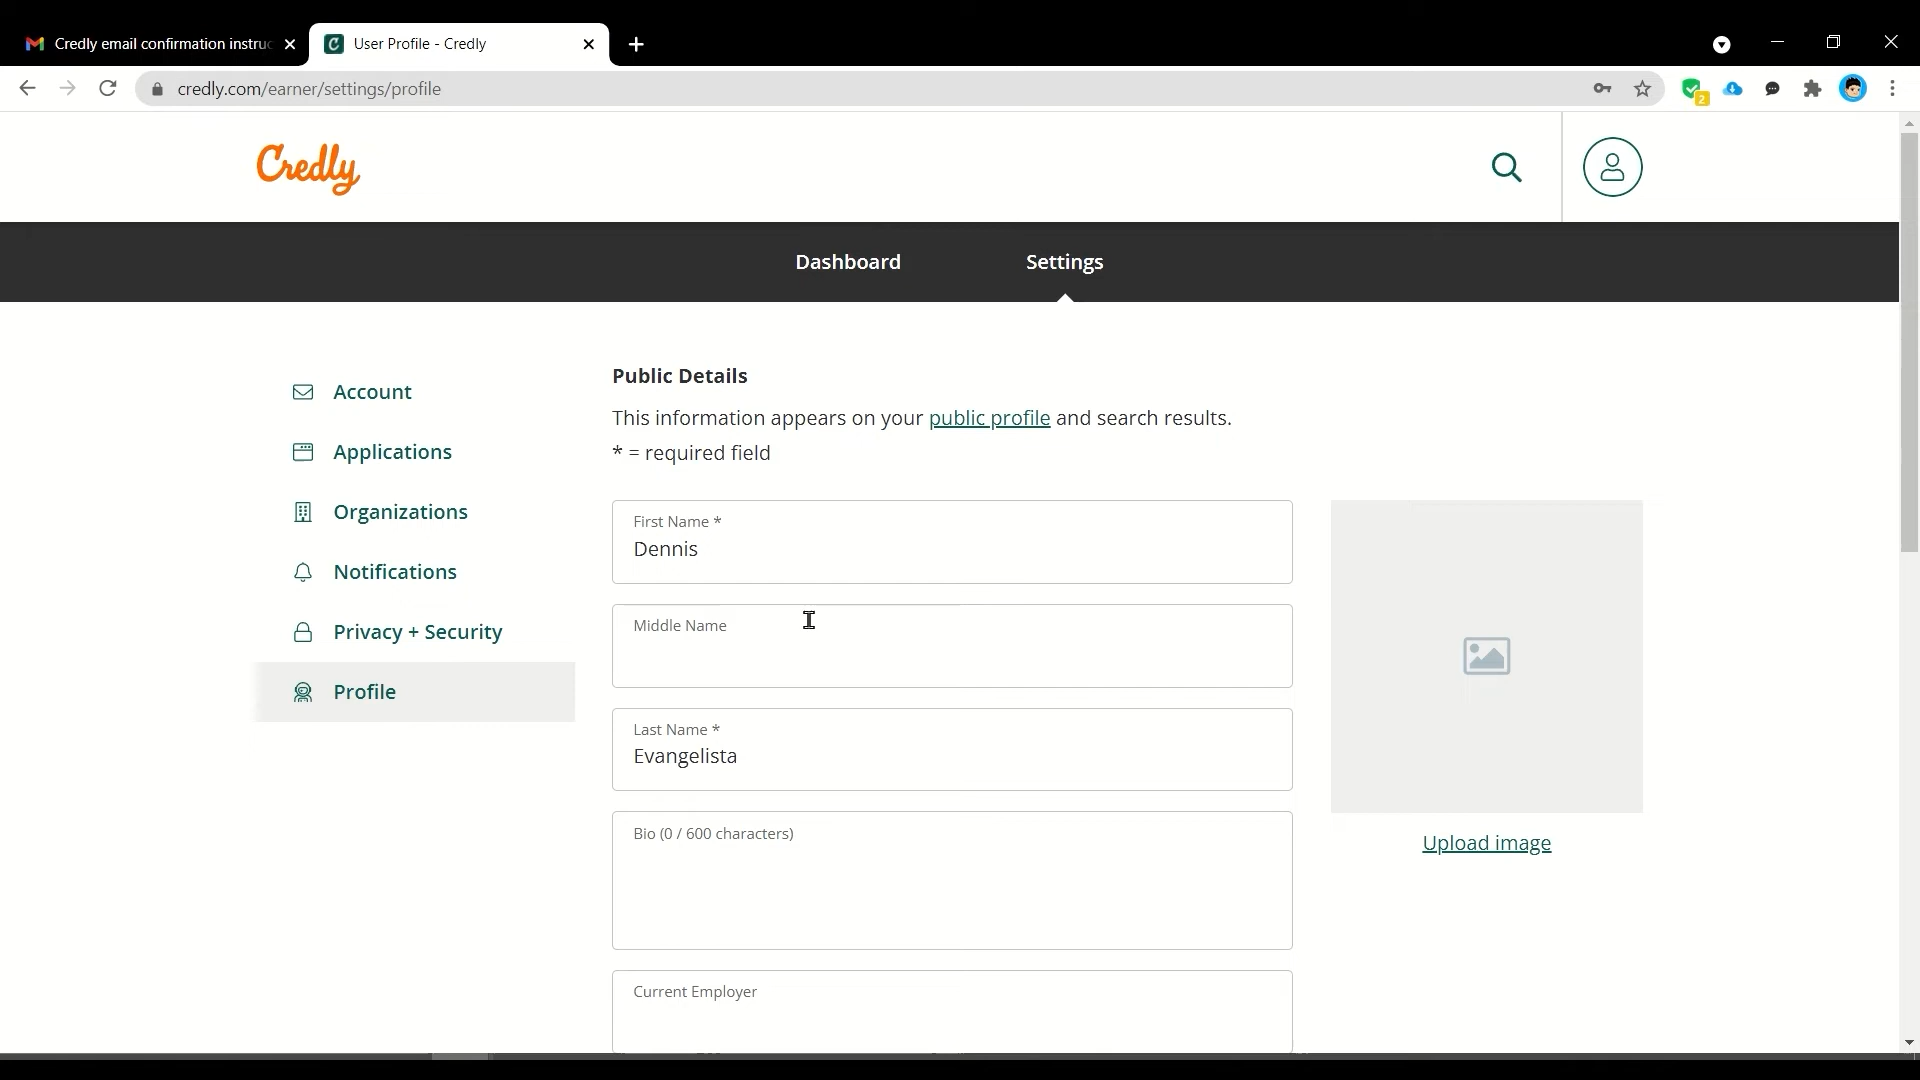 Credly email confirmation instruc
User Profile - Credly
credly.com/earner/settings/profile
2
Credly
Dashboard
Settings
Account
Applications
Organizations
Notifications
Privacy + Security
Profile
Public Details
This information appears on your public profile and search results.
* = required field
First Name *
Dennis
Middle Name
Last Name *
Evangelista
Bio (0 / 600 characters)
Current Employer
Upload image